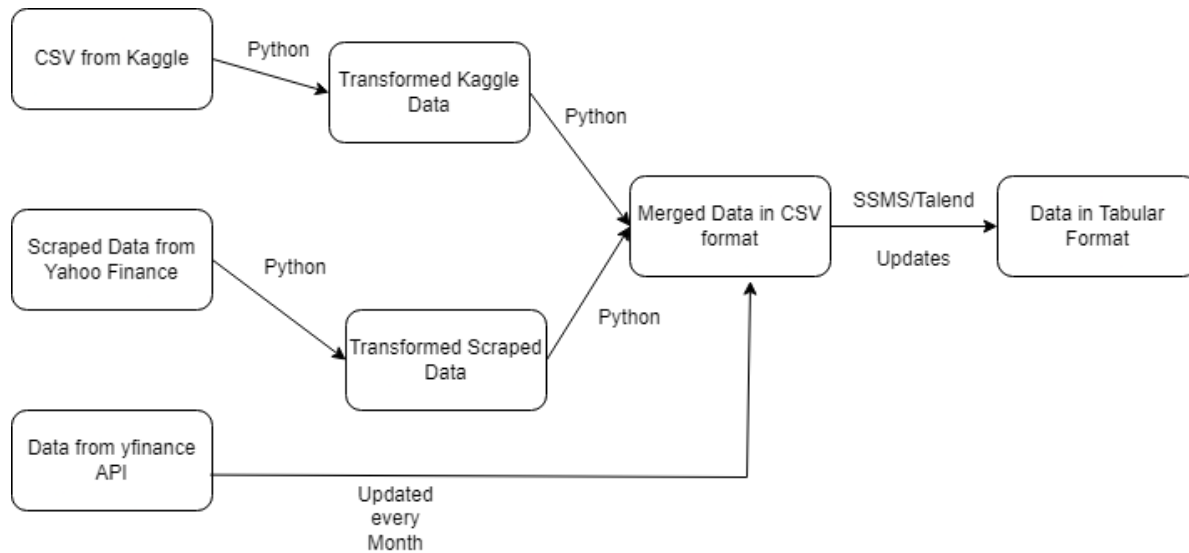 CSV from Kaggle
Python
Transformed Kaggle
Data
Python
Scraped Data from
Yahoo Finance
Python
Transformed Scraped
Data
Python
Merged Data in CSV
format
SSMS/Talend
Updates
Data in Tabular
Format
Data from yfinance
API
Updated
every
Month